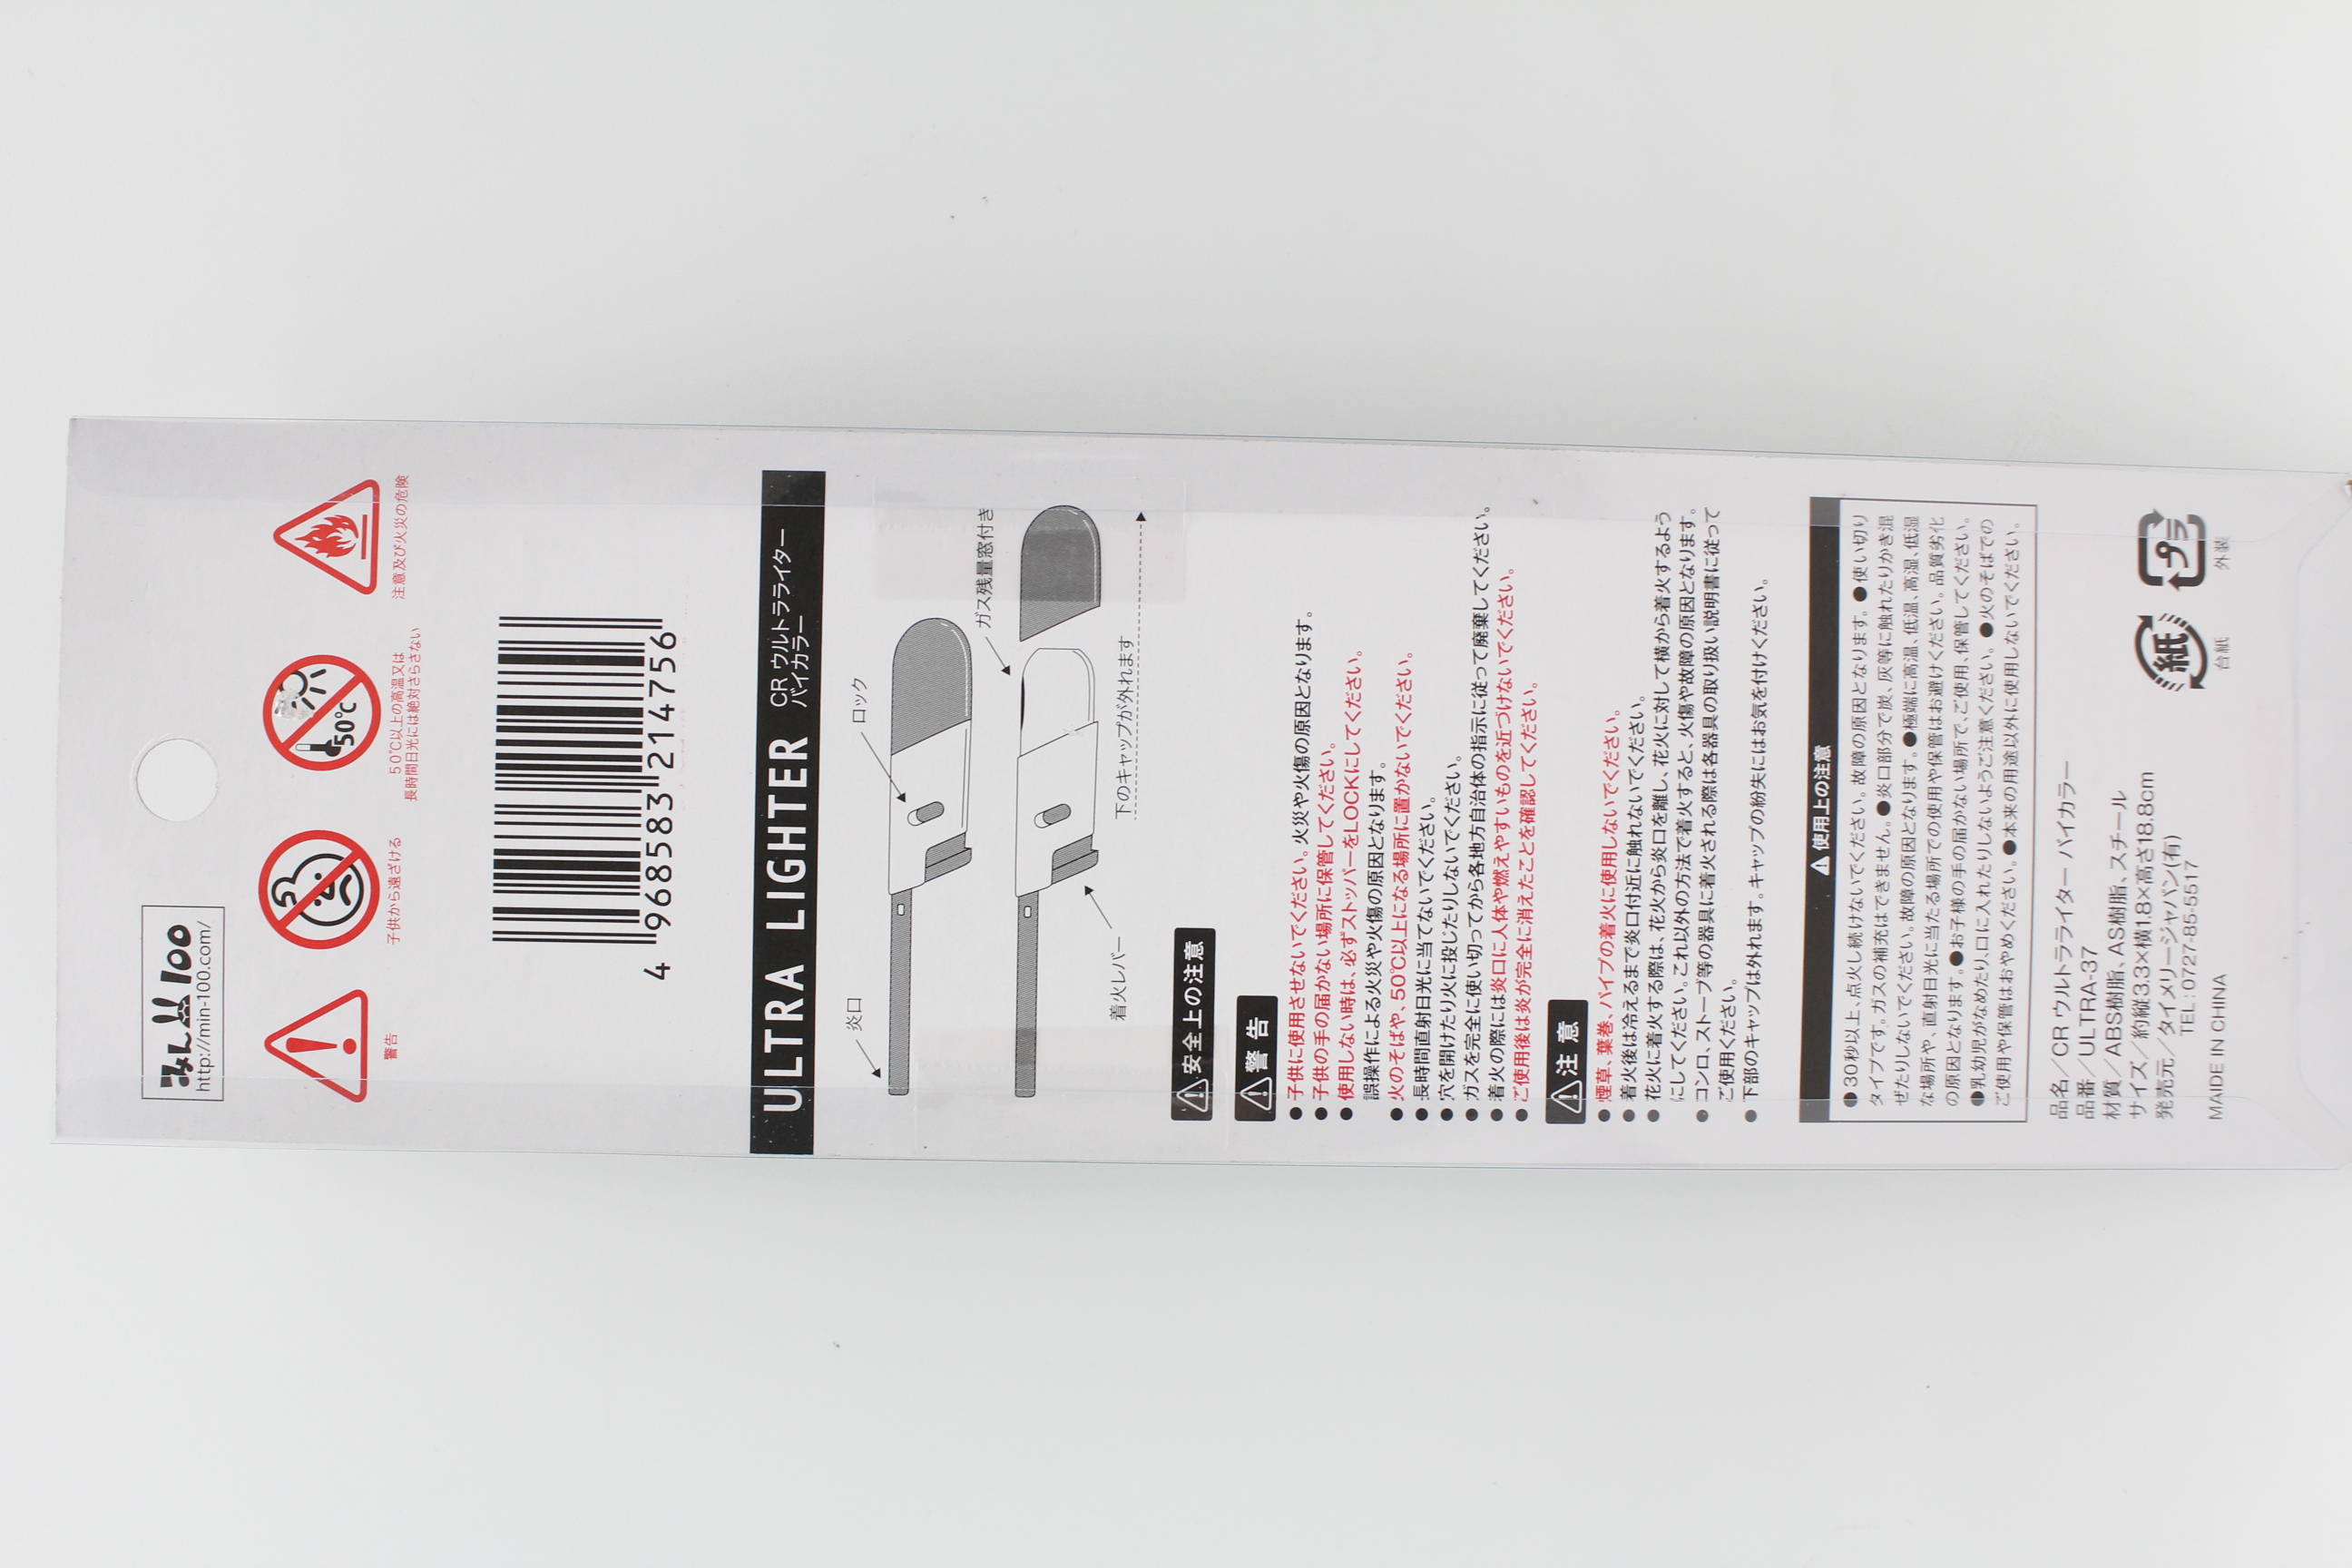 みんなの100
http://min-100.com/
警告
子供から遠ざける
50℃
50℃以上の高温又は
長時間日光には絶対さらさない
注意及び火災の危険
4 968583 214756
ULTRA LIGHTER CR ウルトラライター
バイカラー
炎口
ロック
ガス残量窓付き
着火レバー
下のキャップが外れます
安全上の注意
警告
●子供に使用させないでください。火災や火傷の原因となります。
●子供の手の届かない場所に保管してください。
●使用しない時は、必ずストッパーをLOCKにしてください。
誤操作による火災や火傷の原因となります。
●火のそばや、50℃以上になる場所に置かないでください。
●長時間直射日光に当てないでください。
●穴を開けたり火に投じたりしないでください。
●ガスを完全に使い切ってから各地方自治体の指示に従って廃棄してください。
●着火の際には炎口に人体や燃えやすいものを近づけないでください。
●ご使用後は炎が完全に消えたことを確認してください。
注意
●煙草、葉巻、パイプの着火に使用しないでください。
●着火後は冷えるまで炎口付近に触れないでください。
●花火に着火する際は、花火から炎口を離し、花火に対して横から着火するよう
にしてください。これ以外の方法で着火すると、火傷や故障の原因となります。
●コンロ、ストーブ等の器具に着火される際は各器具の取り扱い説明書に従って
ご使用ください。
●下部のキャップは外れます。キャップの紛失にはお気を付けください。
使用上の注意
●30秒以上、点火し続けないでください。故障の原因となります。●使い切り
タイプです。ガスの補充はできません。●炎口部分で炭、灰等に触れたりかき混
ぜたりしないでください。故障の原因となります。●極端に高温、低温、高湿、低湿
な場所や、直射日光に当たる場所での使用や保管はお避けください。品質劣化
の原因となります。●お子様の手の届かない場所で、ご使用、保管してください。
●乳幼児がなめたり、口に入れたりしないようご注意ください。●火のそばでの
ご使用や保管はおやめください。●本来の用途以外に使用しないでください。
品名／CR ウルトラライター バイカラー
品番／ULTRA-37
材質／ABS樹脂、AS樹脂、スチール
サイズ／約縦3.3×横1.8×高さ18.8cm
発売元／タイメリージャパン(有)
TEL：0727-85-5517
MAIDE IN CHINA
紙
台紙
プラ
外装